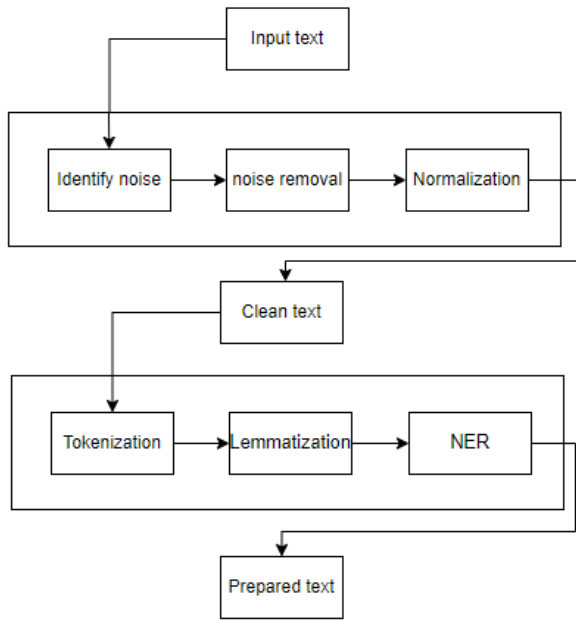 Input text
Identify noise
noise removal
Normalization
Clean text
Tokenization
Lemmatization
NER
Prepared text